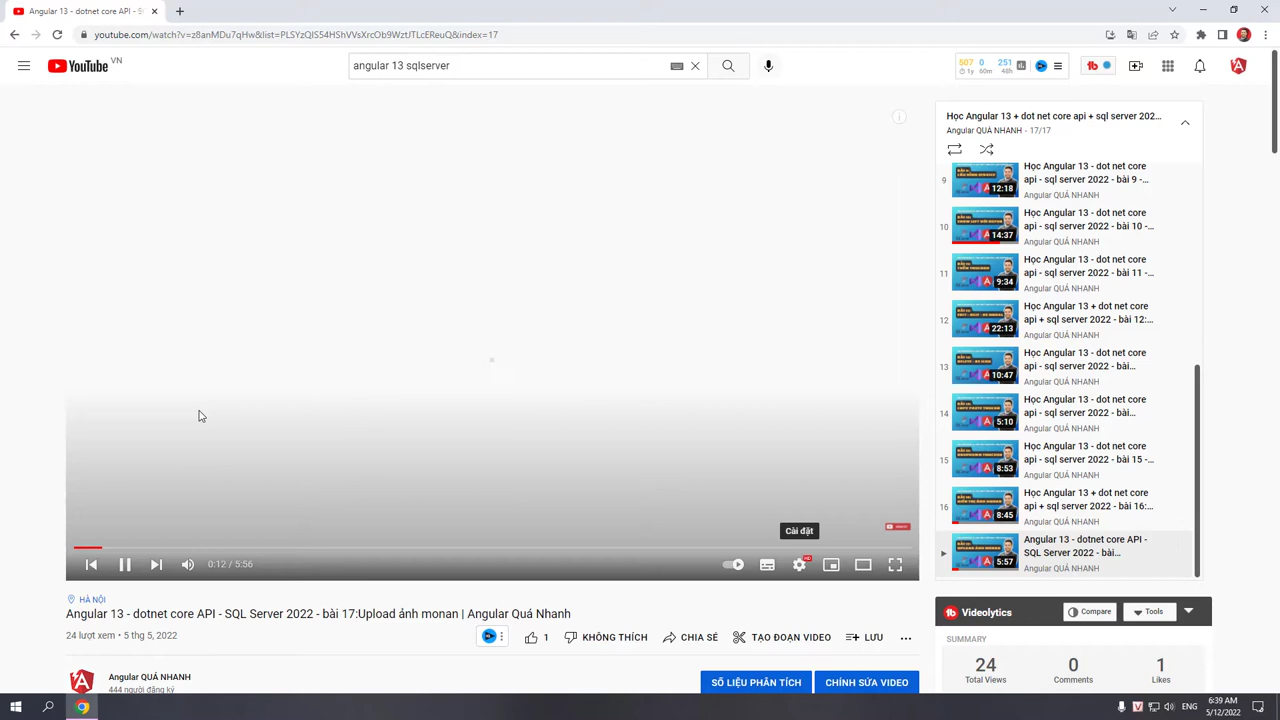 Angular 13 - dotnet core API - S
youtube.com/watch?v=z8anMDu7qHw&list=PLSYzQIS54HShVVsXrcOb9WztJTLcEReuQ&index=17
YouTube VN
angular 13 sqlserver
507 0 251
1y 60m 48h
Học Angular 13 + dot net core api + sql server 202...
Angular QUÁ NHANH - 17/17
9
Học Angular 13 - dot net core
api - sql server 2022 - bài 9 -...
Angular QUÁ NHANH
12:18
10
Học Angular 13 - dot net core
api - sql server 2022 - bài 10 -...
Angular QUÁ NHANH
14:37
11
Học Angular 13 - dot net core
api - sql server 2022 - bài 11 -...
Angular QUÁ NHANH
9:34
12
Học Angular 13 + dot net core
api + sql server 2022 - bài 12:...
Angular QUÁ NHANH
22:13
13
Học Angular 13 - dot net core
api - sql server 2022 - bài...
Angular QUÁ NHANH
10:47
14
Học Angular 13 - dot net core
api - sql server 2022 - bài...
Angular QUÁ NHANH
5:10
15
Học Angular 13 - dot net core
api - sql server 2022 - bài 15 -...
Angular QUÁ NHANH
8:53
16
Học Angular 13 + dot net core
api + sql server 2022 - bài 16:...
Angular QUÁ NHANH
8:45
Angular 13 - dotnet core API -
SQL Server 2022 - bài...
Angular QUÁ NHANH
5:57
Cài đặt
0:12 / 5:56
HD
HÀ NỘI
Angular 13 - dotnet core API - SQL Server 2022 - bài 17:Upload ảnh monan | Angular Quá Nhanh
24 lượt xem • 5 thg 5, 2022
1
KHÔNG THÍCH
CHIA SẺ
TẠO ĐOẠN VIDEO
LƯU
Angular QUÁ NHANH
444 người đăng ký
SỐ LIỆU PHÂN TÍCH
CHỈNH SỬA VIDEO
Videolytics
Compare
Tools
SUMMARY
24 0 1
Total Views Comments Likes
ENG
6:39 AM
5/12/2022